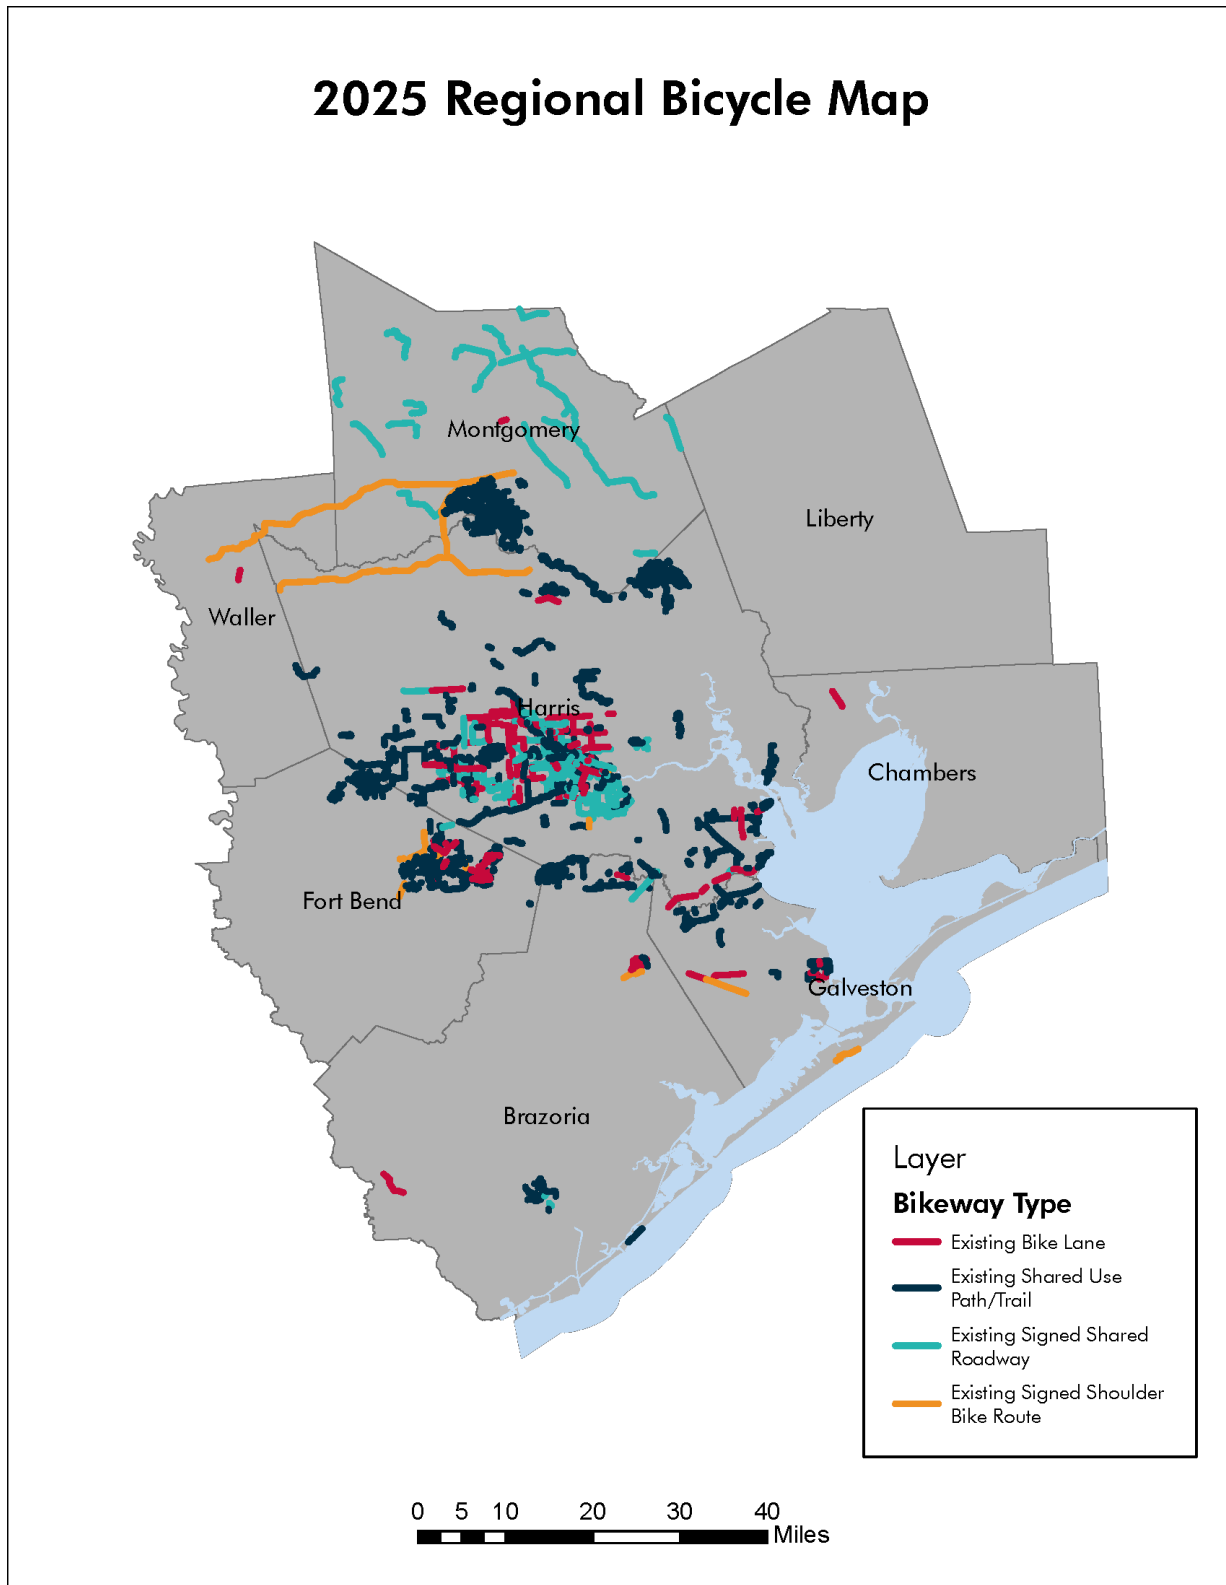 2025 Regional Bicycle Map
Montgomery
Liberty
Waller
Harris
Chambers
Fort Bend
Galveston
Brazoria
Layer
Bikeway Type
Existing Bike Lane
Existing Shared Use
Path/Trail
Existing Signed Shared
Roadway
Existing Signed Shoulder
Bike Route
0 5 10 20 30 40
Miles